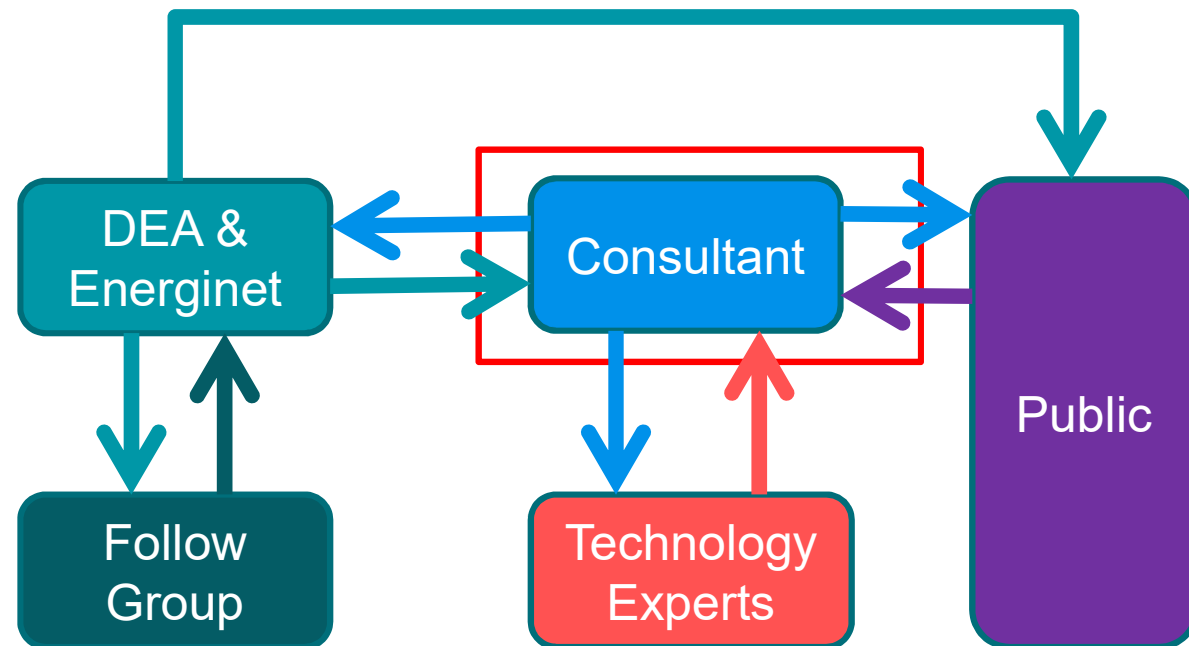 DEA &
Energinet
Consultant
Public
Follow
Group
Technology
Experts